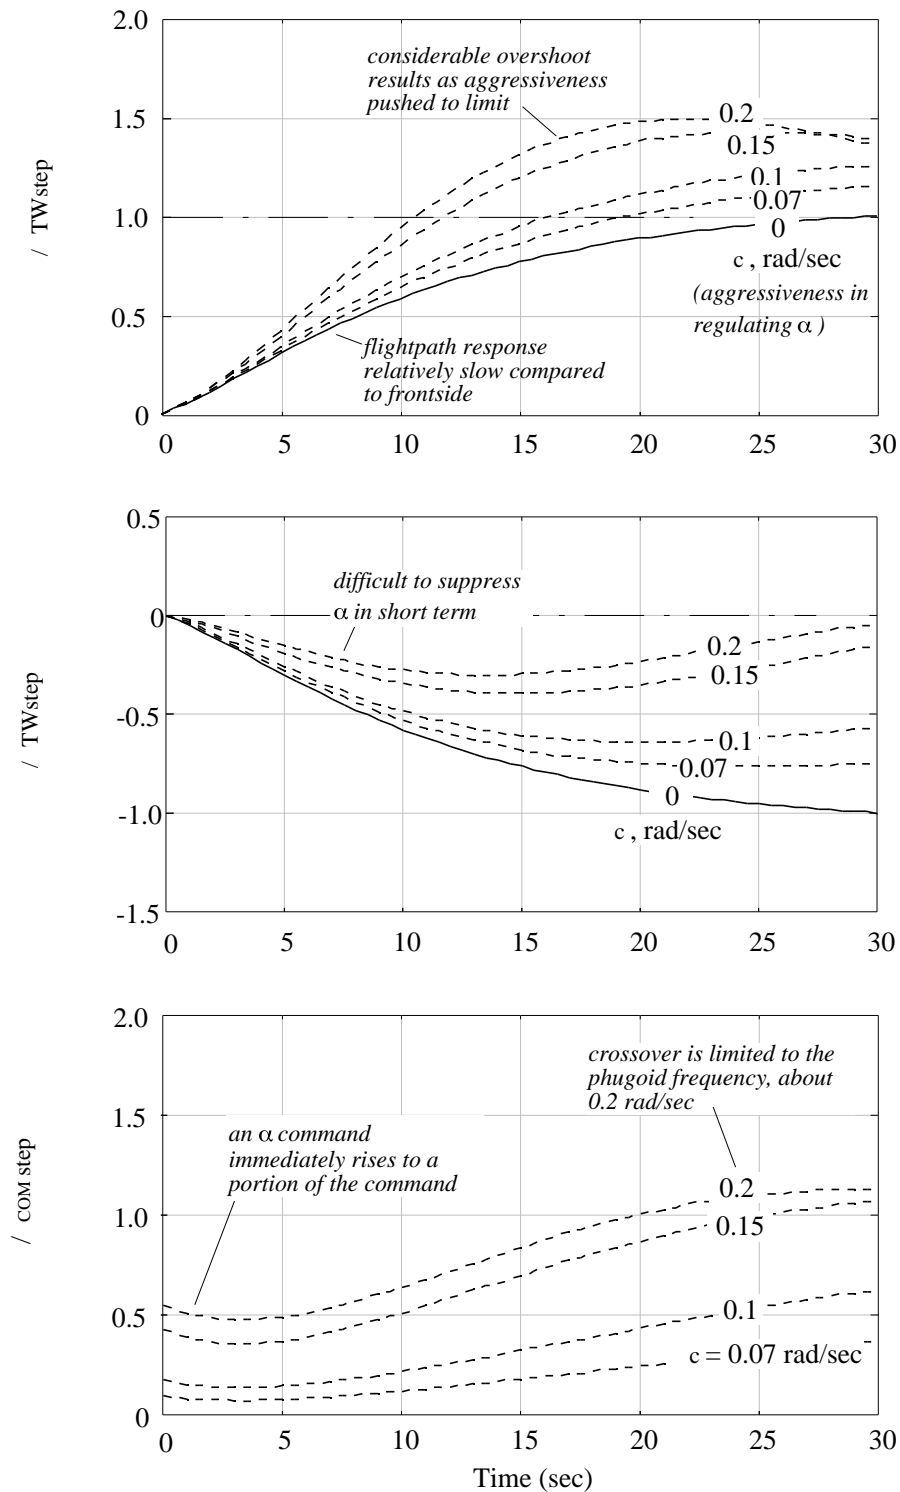 2.0
considerable overshoot
results as aggressiveness
pushed to limit
1.5
0.2
0.15
/ TWstep
0.1
0.07
1.0
0
c , rad/sec
(aggressiveness in
regulating α )
0.5
flightpath response
relatively slow compared
to frontside
0
0 5 10 15 20 25 30
0.5
difficult to suppress
α in short term
0
0.2
0.15
/ TWstep
-0.5
0.1
0.07
0
-1.0
c , rad/sec
-1.5
0 5 10 15 20 25 30
2.0
crossover is limited to the
phugoid frequency, about
0.2 rad/sec
1.5
an α command
immediately rises to a
portion of the command
/ COM step
0.2
1.0
0.15
0.5
0.1
c = 0.07 rad/sec
0
0 5 10 15 20 25 30
Time (sec)